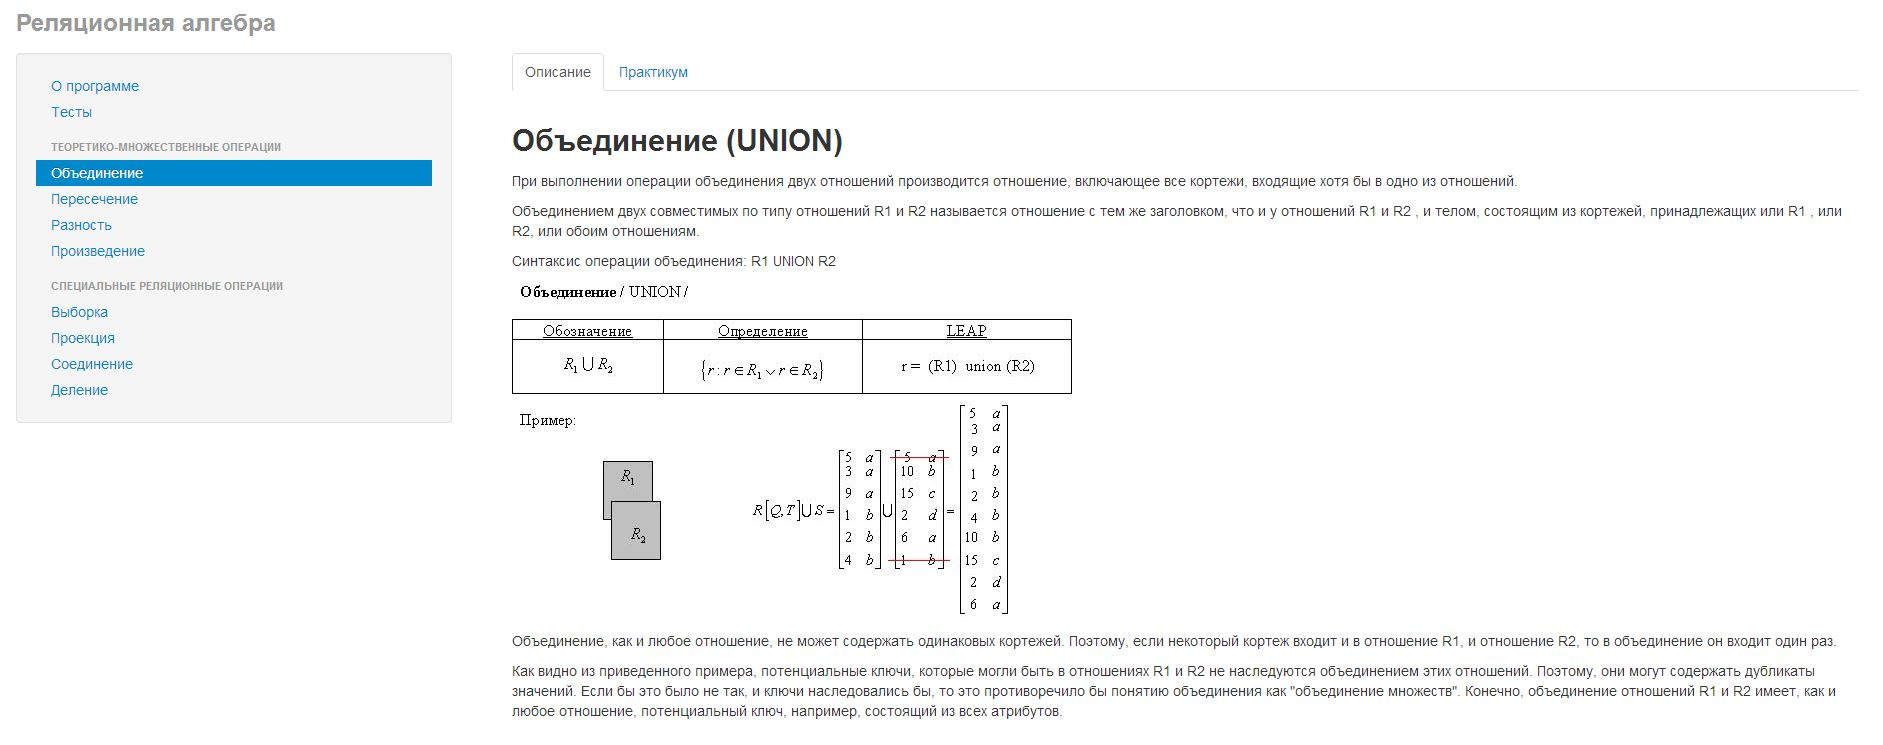 Реляционная алгебра
О программе
Тесты
ТЕОРЕТИКО-МНОЖЕСТВЕННЫЕ ОПЕРАЦИИ
Объединение
Пересечение
Разность
Произведение
СПЕЦИАЛЬНЫЕ РЕЛЯЦИОННЫЕ ОПЕРАЦИИ
Выборка
Проекция
Соединение
Деление
Описание Практикум
Объединение (UNION)
При выполнении операции объединения двух отношений производится отношение, включающее все кортежи, входящие хотя бы в одно из отношений.
Объединением двух совместимых по типу отношений R1 и R2 называется отношение с тем же заголовком, что и у отношений R1 и R2 , и телом, состоящим из кортежей, принадлежащих или R1 , или
R2, или обоим отношениям.
Синтаксис операции объединения: R1 UNION R2
Объединение / UNION /
Обозначение Определение LEAP
R₁ ⋃ R₂ {r : r ∈ R₁ ∨ r ∈ R₂} r = (R1) union (R2)
Пример:
R₁
R₂
R[Q,T]⋃S=
5 a
3 a
9 a
1 b
2 b
4 b
⋃
5 a
10 b
15 c
2 d
6 a
1 b
=
5 a
3 a
9 a
1 b
2 b
4 b
10 b
15 c
2 d
6 a
Объединение, как и любое отношение, не может содержать одинаковых кортежей. Поэтому, если некоторый кортеж входит и в отношение R1, и отношение R2, то в объединение он входит один раз.
Как видно из приведенного примера, потенциальные ключи, которые могли быть в отношениях R1 и R2 не наследуются объединением этих отношений. Поэтому, они могут содержать дубликаты
значений. Если бы это было не так, и ключи наследовались бы, то это противоречило бы понятию объединения как "объединение множеств". Конечно, объединение отношений R1 и R2 имеет, как и
любое отношение, потенциальный ключ, например, состоящий из всех атрибутов.